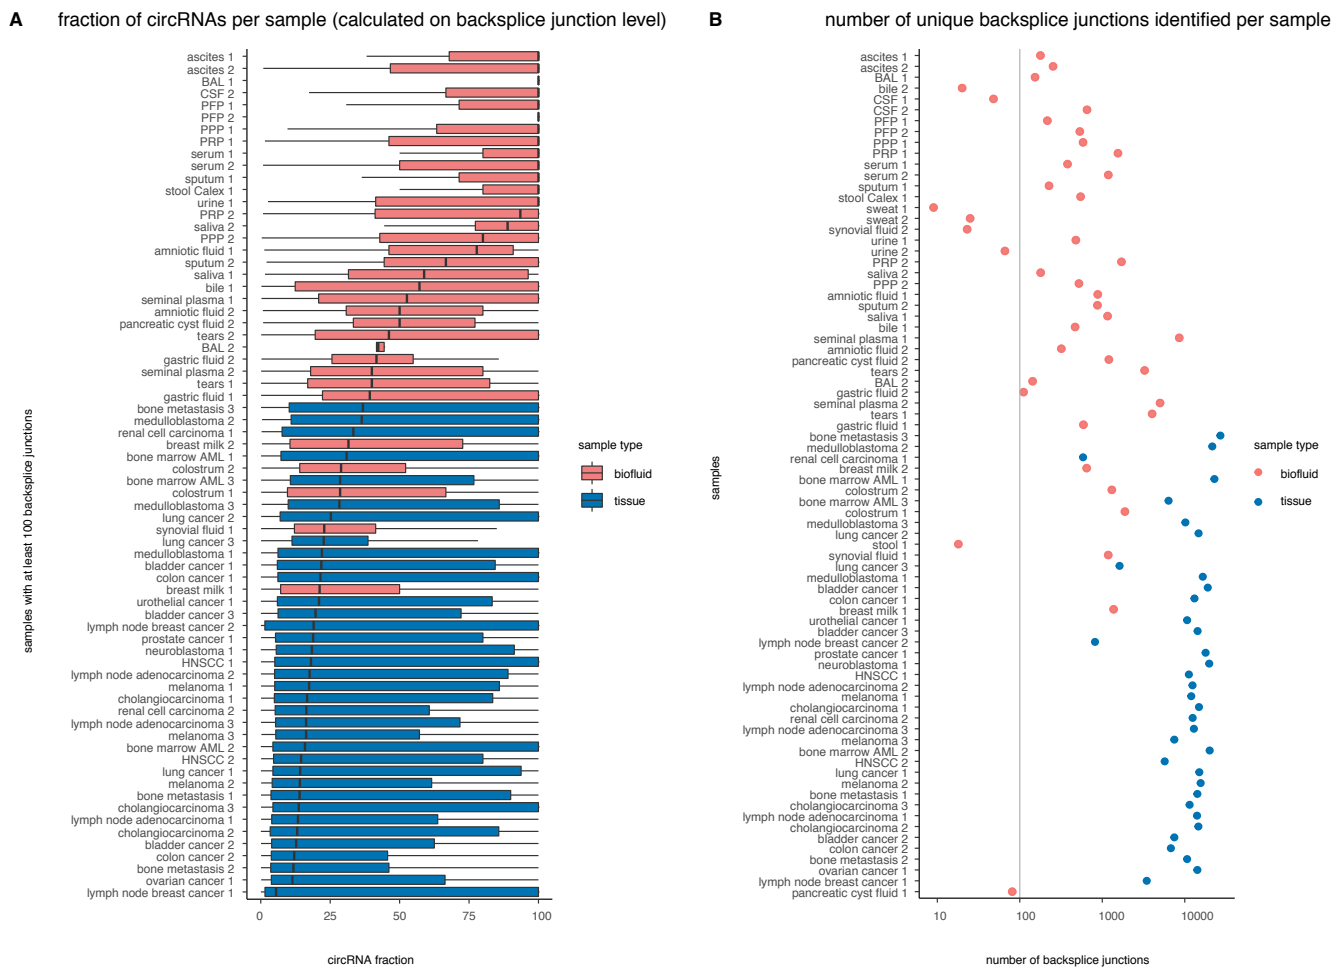 A
fraction of circRNAs per sample (calculated on backsplice junction level)
ascites 1
ascites 2
BAL 1
CSF 2
PFP 1
PFP 2
PPP 1
PRP 1
serum 1
serum 2
sputum 1
stool Calex 1
urine 1
PRP 2
saliva 2
PPP 2
amniotic fluid 1
sputum 2
saliva 1
bile 1
seminal plasma 1
amniotic fluid 2
pancreatic cyst fluid 2
tears 2
BAL 2
gastric fluid 2
seminal plasma 2
tears 1
gastric fluid 1
bone metastasis 3
medulloblastoma 2
renal cell carcinoma 1
breast milk 2
bone marrow AML 1
colostrum 2
bone marrow AML 3
colostrum 1
medulloblastoma 3
lung cancer 2
synovial fluid 1
lung cancer 3
medulloblastoma 1
bladder cancer 1
colon cancer 1
breast milk 1
urothelial cancer 1
bladder cancer 3
lymph node breast cancer 2
prostate cancer 1
neuroblastoma 1
HNSCC 1
lymph node adenocarcinoma 2
melanoma 1
cholangiocarcinoma 1
renal cell carcinoma 2
lymph node adenocarcinoma 3
melanoma 3
bone marrow AML 2
HNSCC 2
lung cancer 1
melanoma 2
bone metastasis 1
cholangiocarcinoma 3
lymph node adenocarcinoma 1
cholangiocarcinoma 2
bladder cancer 2
colon cancer 2
bone metastasis 2
ovarian cancer 1
lymph node breast cancer 1
0 25 50 75 100
circRNA fraction
samples with at least 100 backsplice junctions
sample type
biofluid
tissue
B
number of unique backsplice junctions identified per sample
ascites 1
ascites 2
BAL 1
bile 2
CSF 1
CSF 2
PFP 1
PFP 2
PPP 1
PRP 1
serum 1
serum 2
sputum 1
stool Calex 1
sweat 1
sweat 2
synovial fluid 2
urine 1
urine 2
PRP 2
saliva 2
PPP 2
amniotic fluid 1
sputum 2
saliva 1
bile 1
seminal plasma 1
amniotic fluid 2
pancreatic cyst fluid 2
tears 2
BAL 2
gastric fluid 2
seminal plasma 2
tears 1
gastric fluid 1
bone metastasis 3
medulloblastoma 2
renal cell carcinoma 1
breast milk 2
bone marrow AML 1
colostrum 2
bone marrow AML 3
colostrum 1
medulloblastoma 3
lung cancer 2
stool 1
synovial fluid 1
lung cancer 3
medulloblastoma 1
bladder cancer 1
colon cancer 1
breast milk 1
urothelial cancer 1
bladder cancer 3
lymph node breast cancer 2
prostate cancer 1
neuroblastoma 1
HNSCC 1
lymph node adenocarcinoma 2
melanoma 1
cholangiocarcinoma 1
renal cell carcinoma 2
lymph node adenocarcinoma 3
melanoma 3
bone marrow AML 2
HNSCC 2
lung cancer 1
melanoma 2
bone metastasis 1
cholangiocarcinoma 3
lymph node adenocarcinoma 1
cholangiocarcinoma 2
bladder cancer 2
colon cancer 2
bone metastasis 2
ovarian cancer 1
lymph node breast cancer 1
pancreatic cyst fluid 1
10 100 1000 10000
number of backsplice junctions
samples
sample type
biofluid
tissue